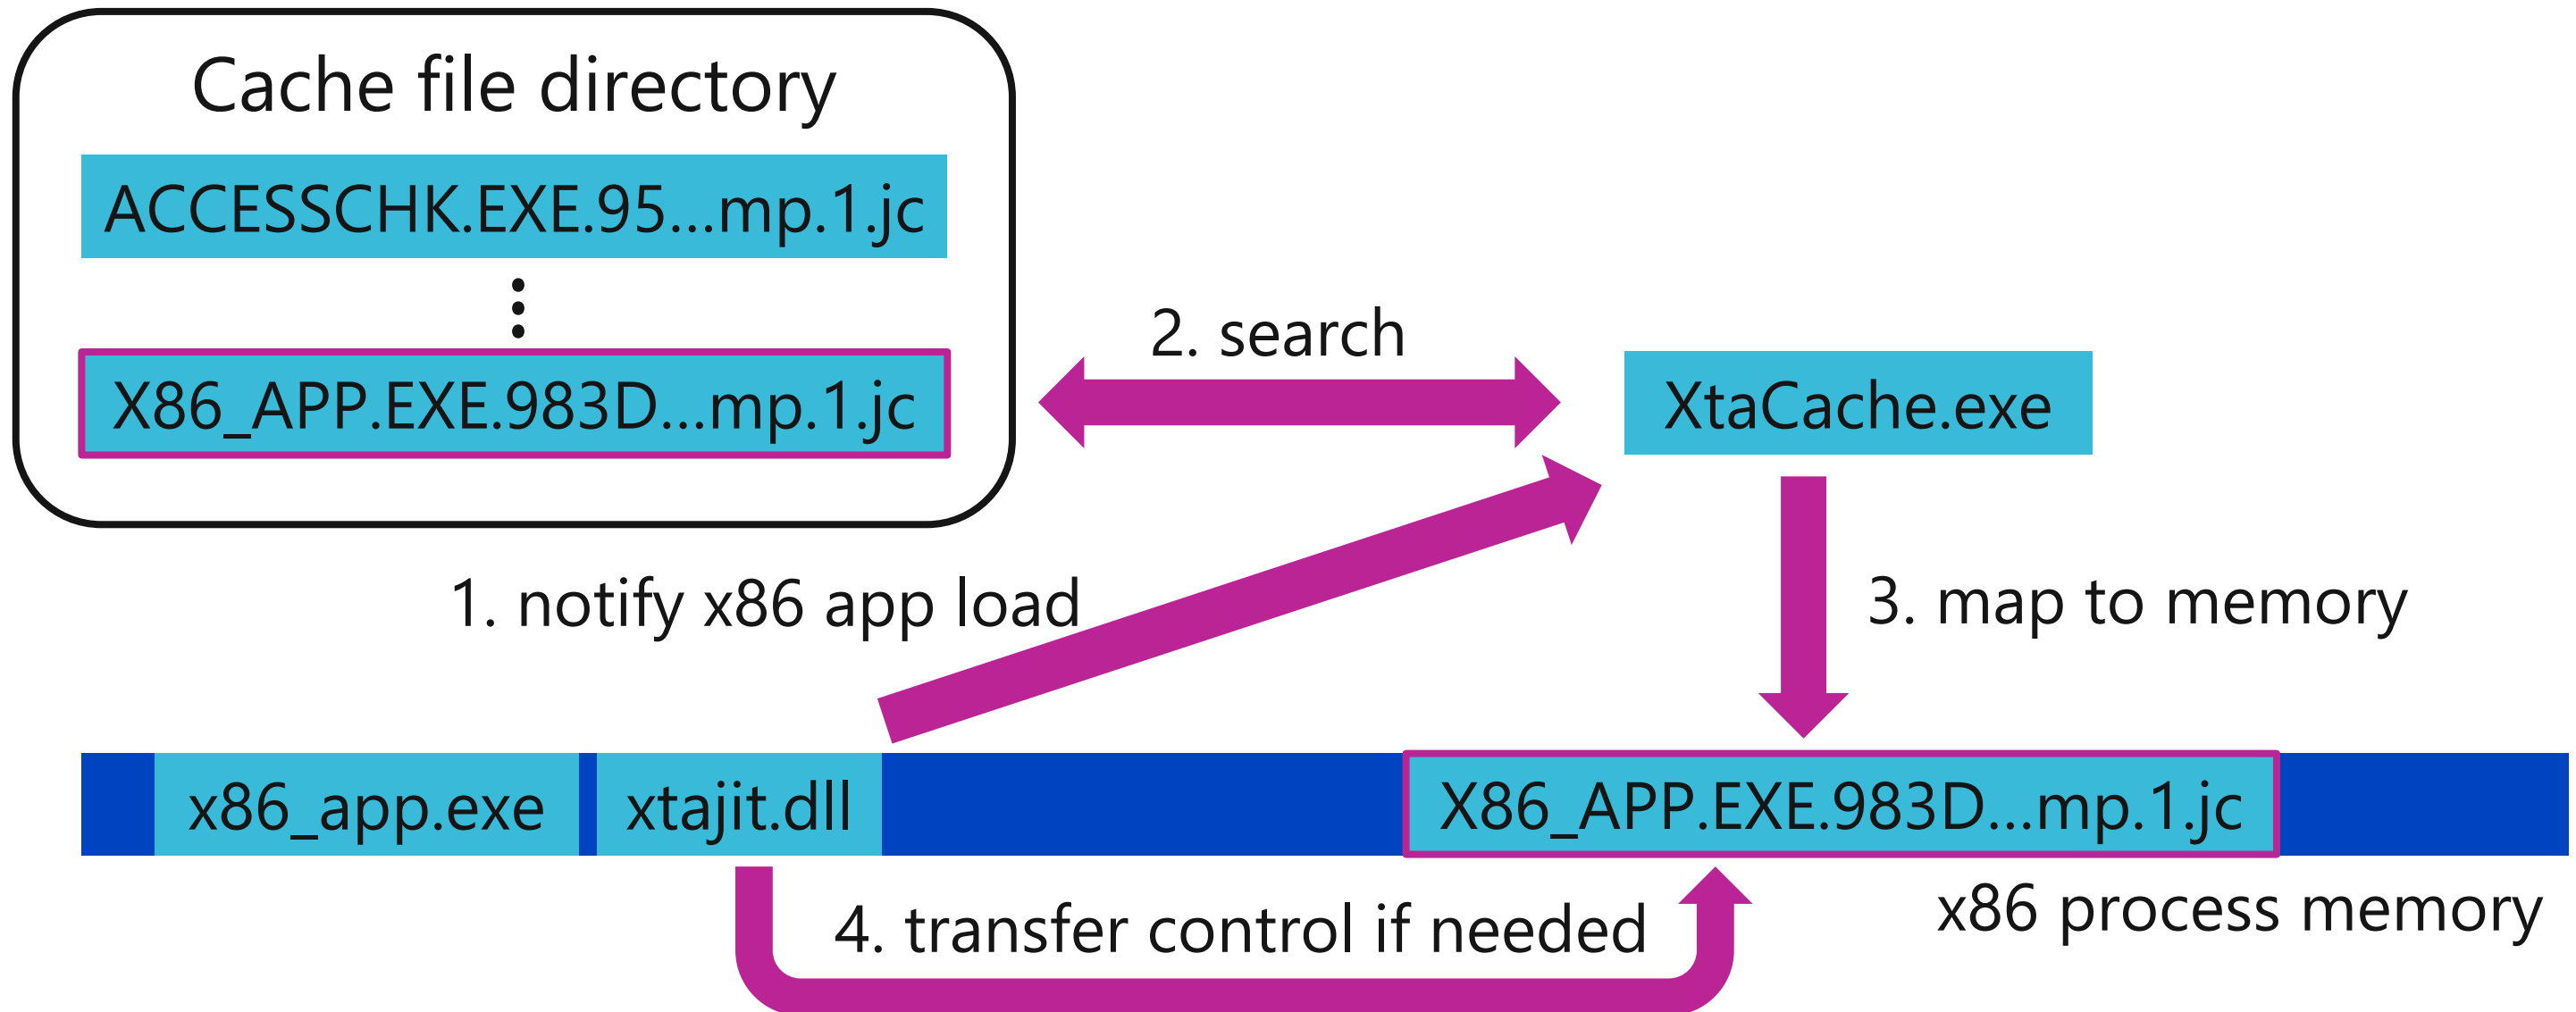 Cache file directory
ACCESSCHK.EXE.95...mp.1.jc
X86_APP.EXE.983D...mp.1.jc
2. search
XtaCache.exe
1. notify x86 app load
3. map to memory
x86_app.exe
xtajit.dll
X86_APP.EXE.983D...mp.1.jc
4. transfer control if needed
x86 process memory